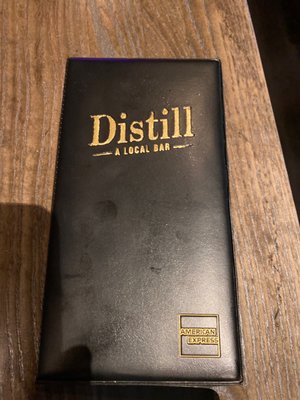 Distill
A LOCAL BAR
AMERICAN
EXPRESS